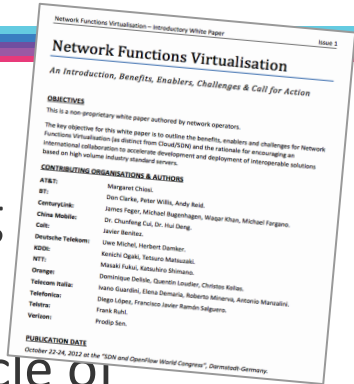 Network Functions Virtualisation – Introductory White Paper Issue 1
Network Functions Virtualisation
An Introduction, Benefits, Enablers, Challenges & Call for Action
OBJECTIVES
This is a non-proprietary white paper authored by network operators.
The key objective for this white paper is to outline the benefits, enablers and challenges for Network
Functions Virtualisation (as distinct from Cloud/SDN) and the rationale for encouraging an
international collaboration to accelerate development and deployment of interoperable solutions
based on high volume industry standard servers.
CONTRIBUTING ORGANISATIONS & AUTHORS
AT&T: Margaret Chiosi.
BT: Don Clarke, Peter Willis, Andy Reid.
CenturyLink: James Feger, Michael Bugenhagen, Waqar Khan, Michael Fargano.
China Mobile: Dr. Chunfeng Cui, Dr. Hui Deng.
Colt: Javier Benitez.
Deutsche Telekom: Uwe Michel, Herbert Damker.
KDDI: Kenichi Ogaki, Tetsuro Matsuzaki.
NTT: Masaki Fukui, Katsuhiro Shimano.
Orange: Dominique Delisle, Quentin Loudier, Christos Kolias.
Telecom Italia: Ivano Guardini, Elena Demaria, Roberto Minerva, Antonio Manzalini.
Telefonica: Diego López, Francisco Javier Ramón Salguero.
Telstra: Frank Ruhl.
Verizon: Prodip Sen.
PUBLICATION DATE
October 22-24, 2012 at the "SDN and OpenFlow World Congress", Darmstadt-Germany.
cle of